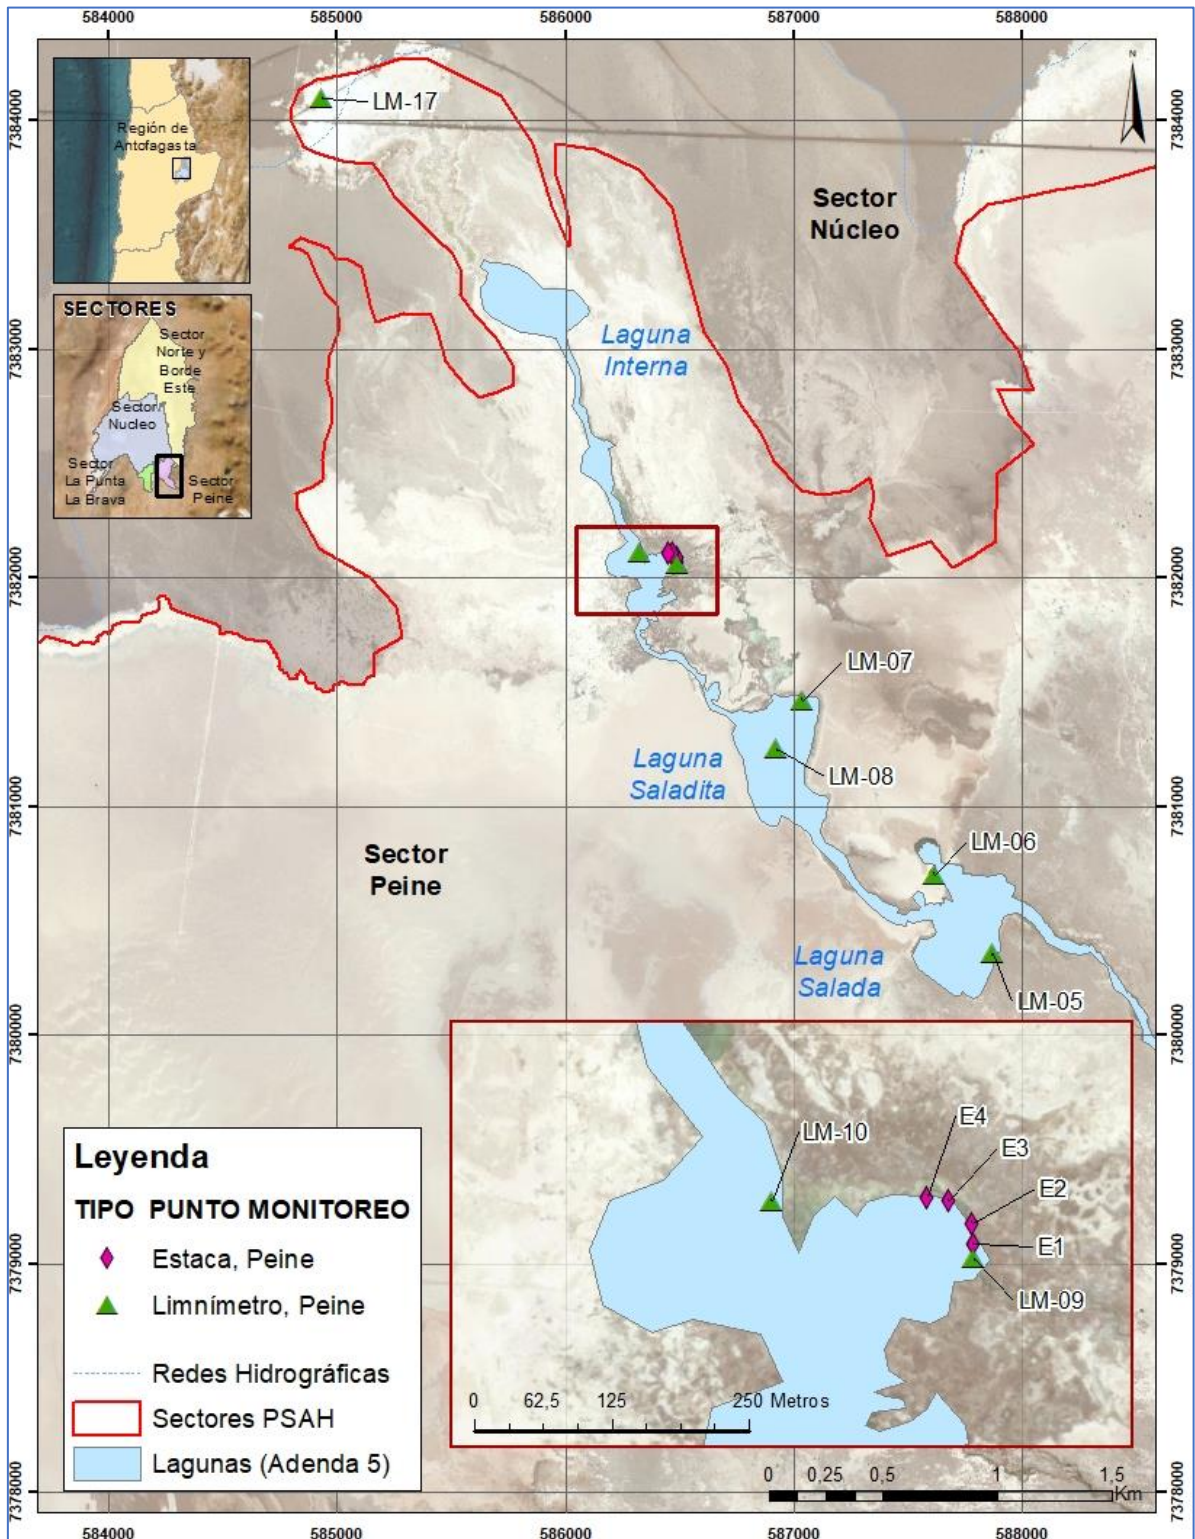 584000
585000
586000
587000
588000
N
7384000
7384000
LM-17
Región de
Antofagasta
Sector
Núcleo
SECTORES
Sector
Norte y
Borde
Este
Sector
Nucleo
Sector
La Punta
La Brava
Sector
Peine
Laguna
Interna
7383000
7383000
7382000
7382000
LM-07
Laguna
Saladita
LM-08
7381000
7381000
Sector
Peine
LM-06
Laguna
Salada
LM-05
7380000
7380000
LM-10
E4
E3
E2
E1
LM-09
0 62,5 125 250 Metros
7379000
7379000
Leyenda
TIPO PUNTO MONITOREO
Estaca, Peine
Limnímetro, Peine
Redes Hidrográficas
Sectores PSAH
Lagunas (Adenda 5)
0 0,25 0,5 1 1,5
Km
7378000
7378000
584000
585000
586000
587000
588000